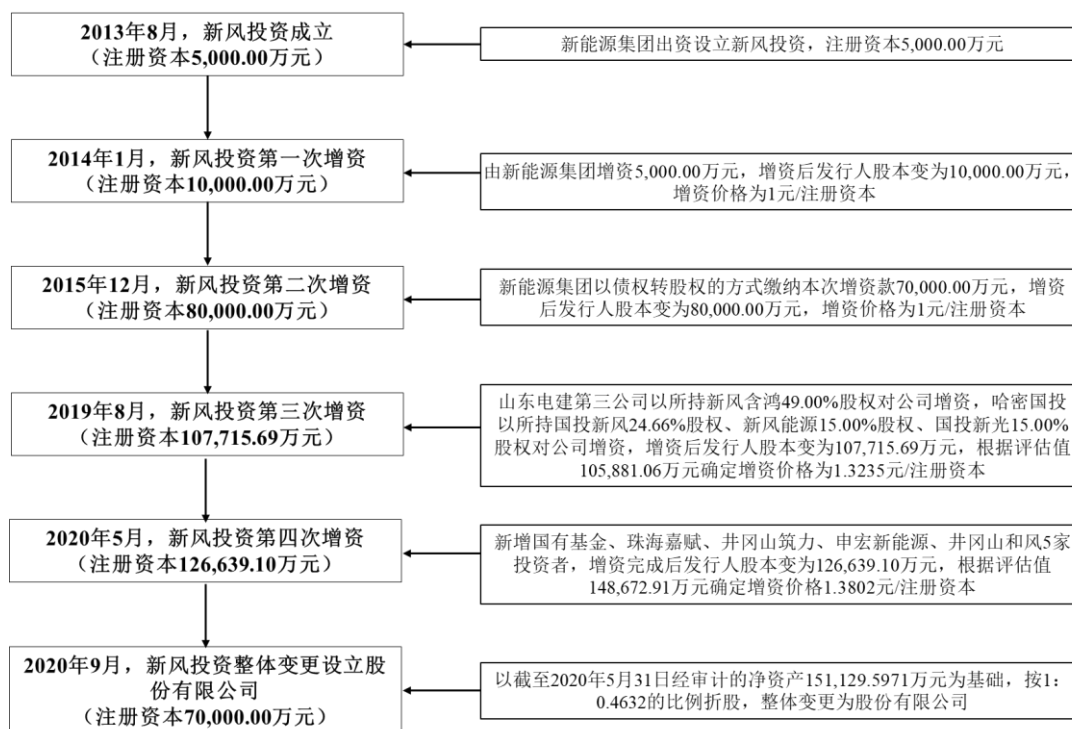 2013年8月，新风投资成立
（注册资本5,000.00万元）
新能源集团出资设立新风投资，注册资本5,000.00万元
2014年1月，新风投资第一次增资
（注册资本10,000.00万元）
由新能源集团增资5,000.00万元，增资后发行人股本变为10,000.00万元，
增资价格为1元/注册资本
2015年12月，新风投资第二次增资
（注册资本80,000.00万元）
新能源集团以债权转股权的方式缴纳本次增资款70,000.00万元，增资
后发行人股本变为80,000.00万元，增资价格为1元/注册资本
2019年8月，新风投资第三次增资
（注册资本107,715.69万元）
山东电建第三公司以所持新风含鸿49.00%股权对公司增资，哈密国投
以所持国投新风24.66%股权、新风能源15.00%股权、国投新光15.00%
股权对公司增资，增资后发行人股本变为107,715.69万元，根据评估值
105,881.06万元确定增资价格为1.3235元/注册资本
2020年5月，新风投资第四次增资
（注册资本126,639.10万元）
新增国有基金、珠海嘉赋、井冈山筑力、申宏新能源、井冈山和风5家
投资者，增资完成后发行人股本变为126,639.10万元，根据评估值
148,672.91万元确定增资价格1.3802元/注册资本
2020年9月，新风投资整体变更设立股
份有限公司
（注册资本70,000.00万元）
以截至2020年5月31日经审计的净资产151,129.5971万元为基础，按1：
0.4632的比例折股，整体变更为股份有限公司